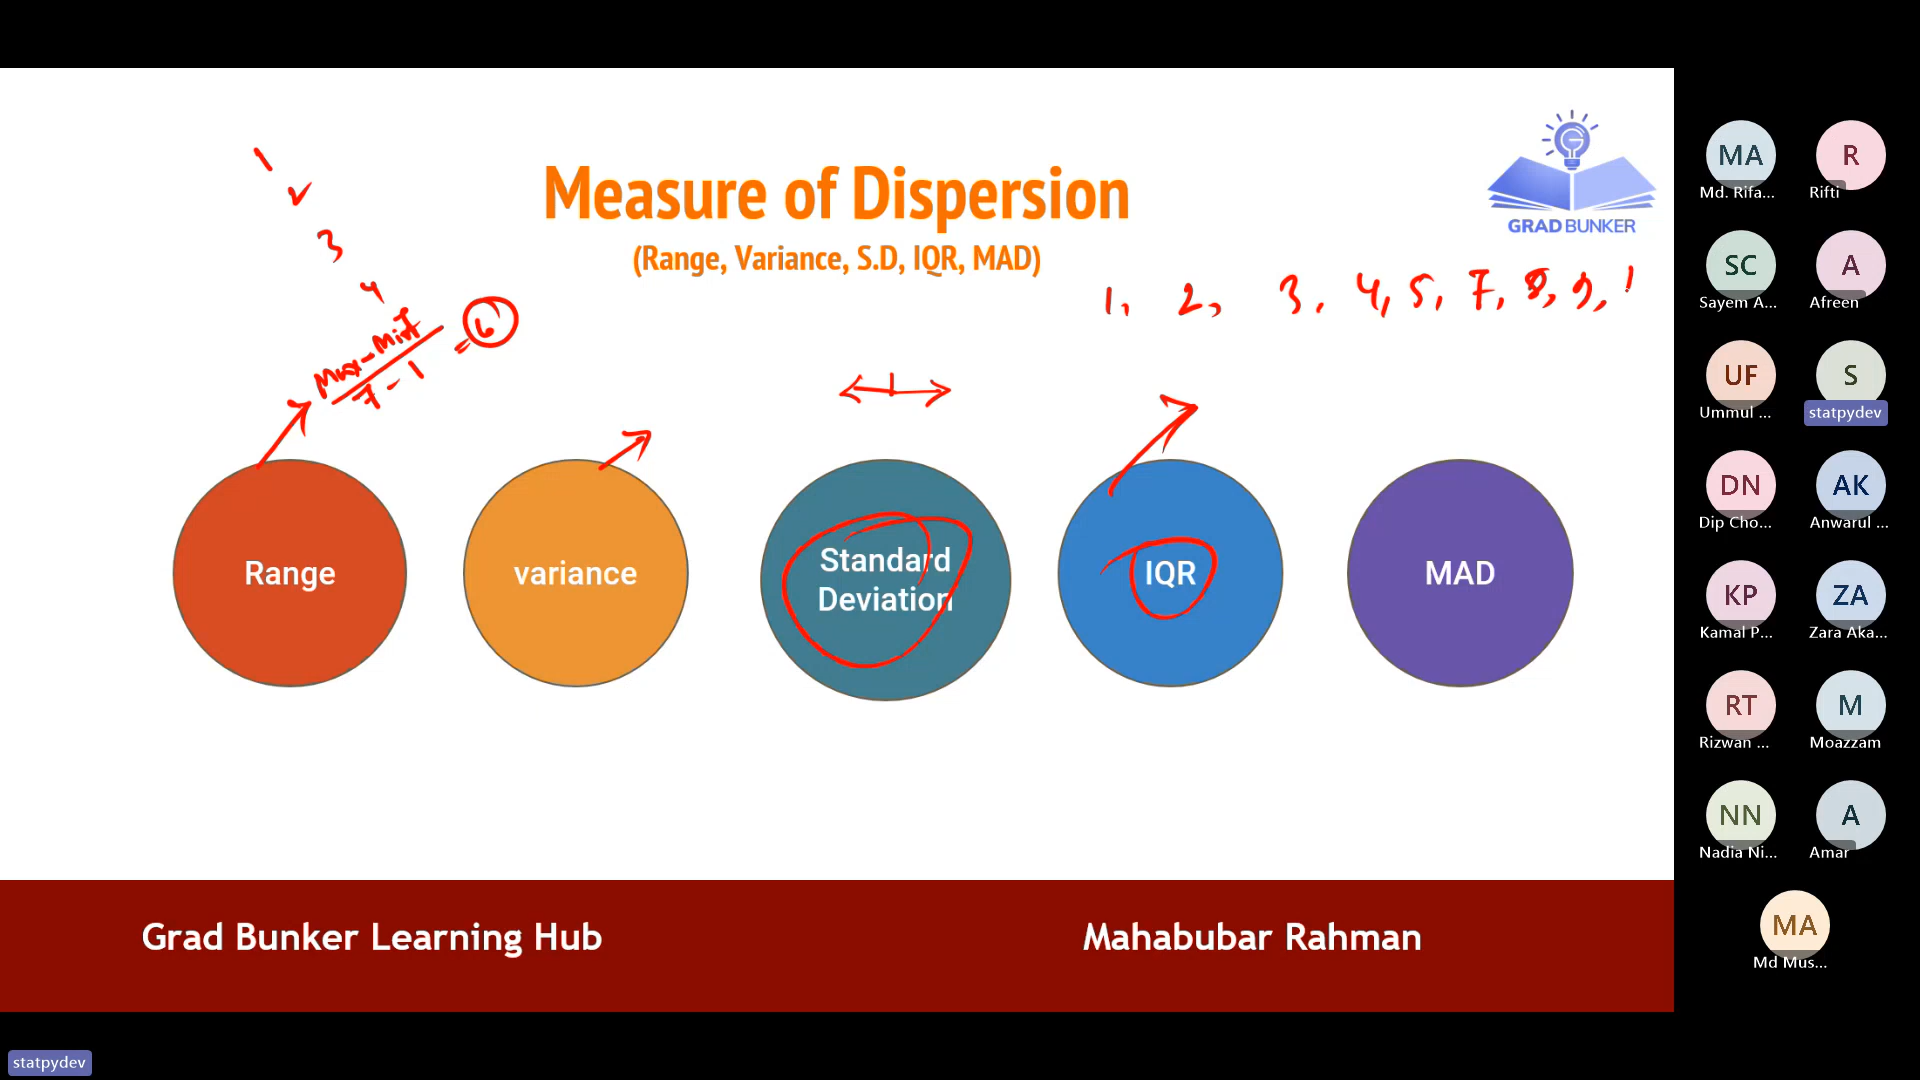 Measure of Dispersion
(Range, Variance, S.D, IQR, MAD)
GRAD BUNKER
1
2
3
4
Max-Min
7 - 1
= 6
1, 2, 3, 4, 5, 7, 8, 9, 1
Range
variance
Standard
Deviation
IQR
MAD
Grad Bunker Learning Hub
Mahabubar Rahman
statpydev
MA
Md. Rifa...
R
Rifti
SC
Sayem A...
A
Afreen
UF
Ummul ...
S
statpydev
DN
Dip Cho...
AK
Anwarul ...
KP
Kamal P...
ZA
Zara Aka...
RT
Rizwan ...
M
Moazzam
NN
Nadia Ni...
A
Amar
MA
Md Mus...